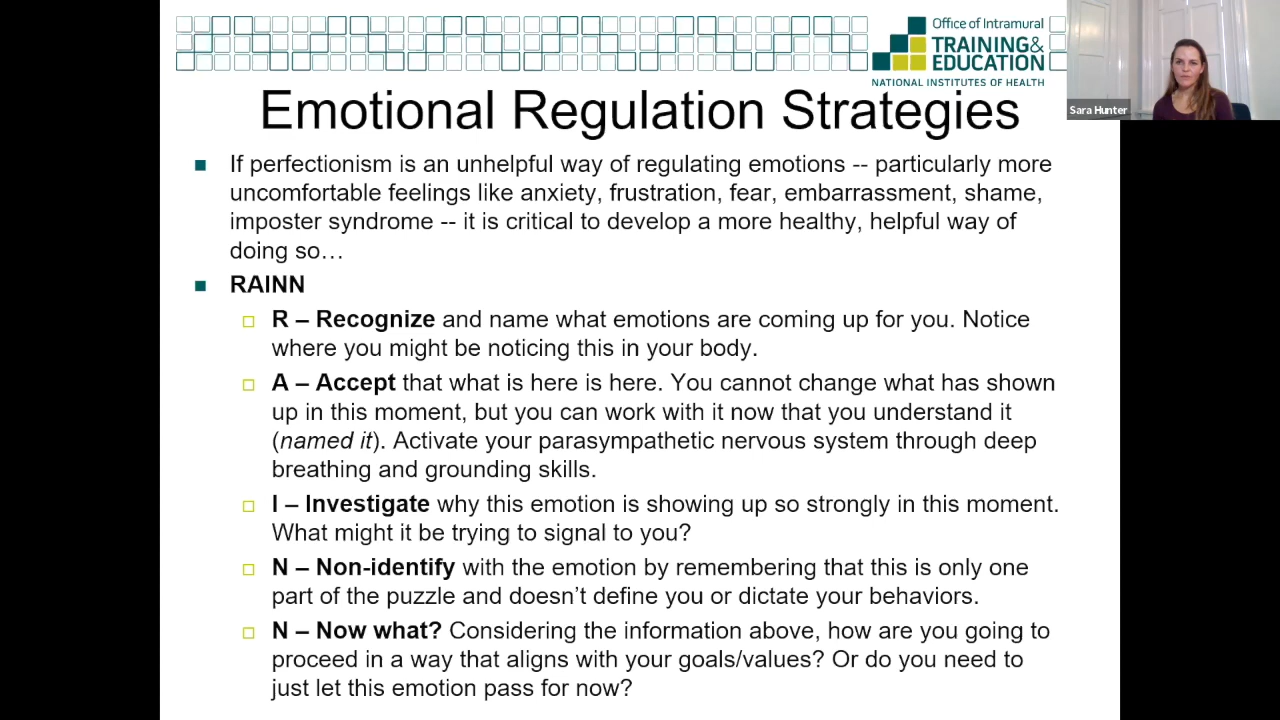 Office of Intramural
TRAINING&
EDUCATION
NATIONAL INSTITUTES OF HEALTH
Sara Hunter
Emotional Regulation Strategies
If perfectionism is an unhelpful way of regulating emotions -- particularly more
uncomfortable feelings like anxiety, frustration, fear, embarrassment, shame,
imposter syndrome -- it is critical to develop a more healthy, helpful way of
doing so…
RAINN
R – Recognize and name what emotions are coming up for you. Notice
where you might be noticing this in your body.
A – Accept that what is here is here. You cannot change what has shown
up in this moment, but you can work with it now that you understand it
(named it). Activate your parasympathetic nervous system through deep
breathing and grounding skills.
I – Investigate why this emotion is showing up so strongly in this moment.
What might it be trying to signal to you?
N – Non-identify with the emotion by remembering that this is only one
part of the puzzle and doesn’t define you or dictate your behaviors.
N – Now what? Considering the information above, how are you going to
proceed in a way that aligns with your goals/values? Or do you need to
just let this emotion pass for now?